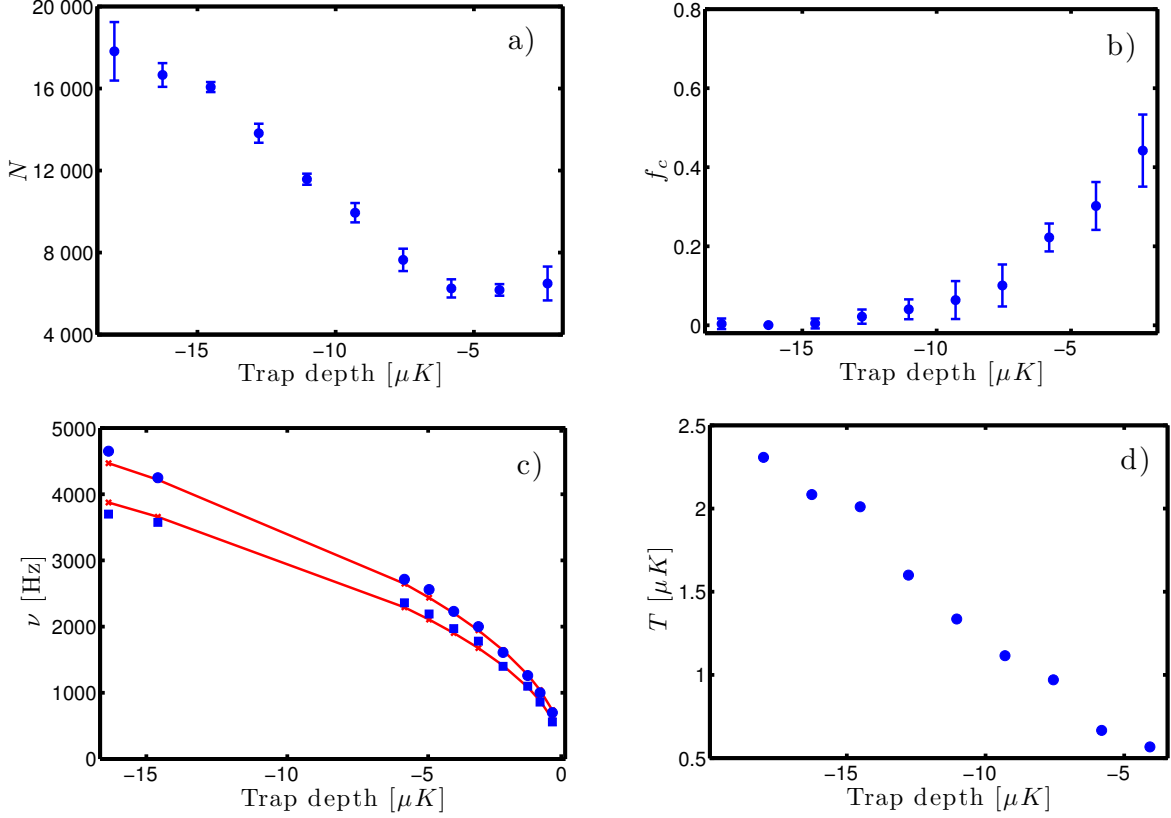 a)
20 000
16 000
12 000
8 000
4 000
N
−15
−10
−5
Trap depth [μK]
b)
0.8
0.6
0.4
0.2
0
f_c
−15
−10
−5
Trap depth [μK]
c)
5000
4000
3000
2000
1000
0
ν [Hz]
−15
−10
−5
0
Trap depth [μK]
d)
2.5
2
1.5
1
0.5
T [μK]
−15
−10
−5
Trap depth [μK]